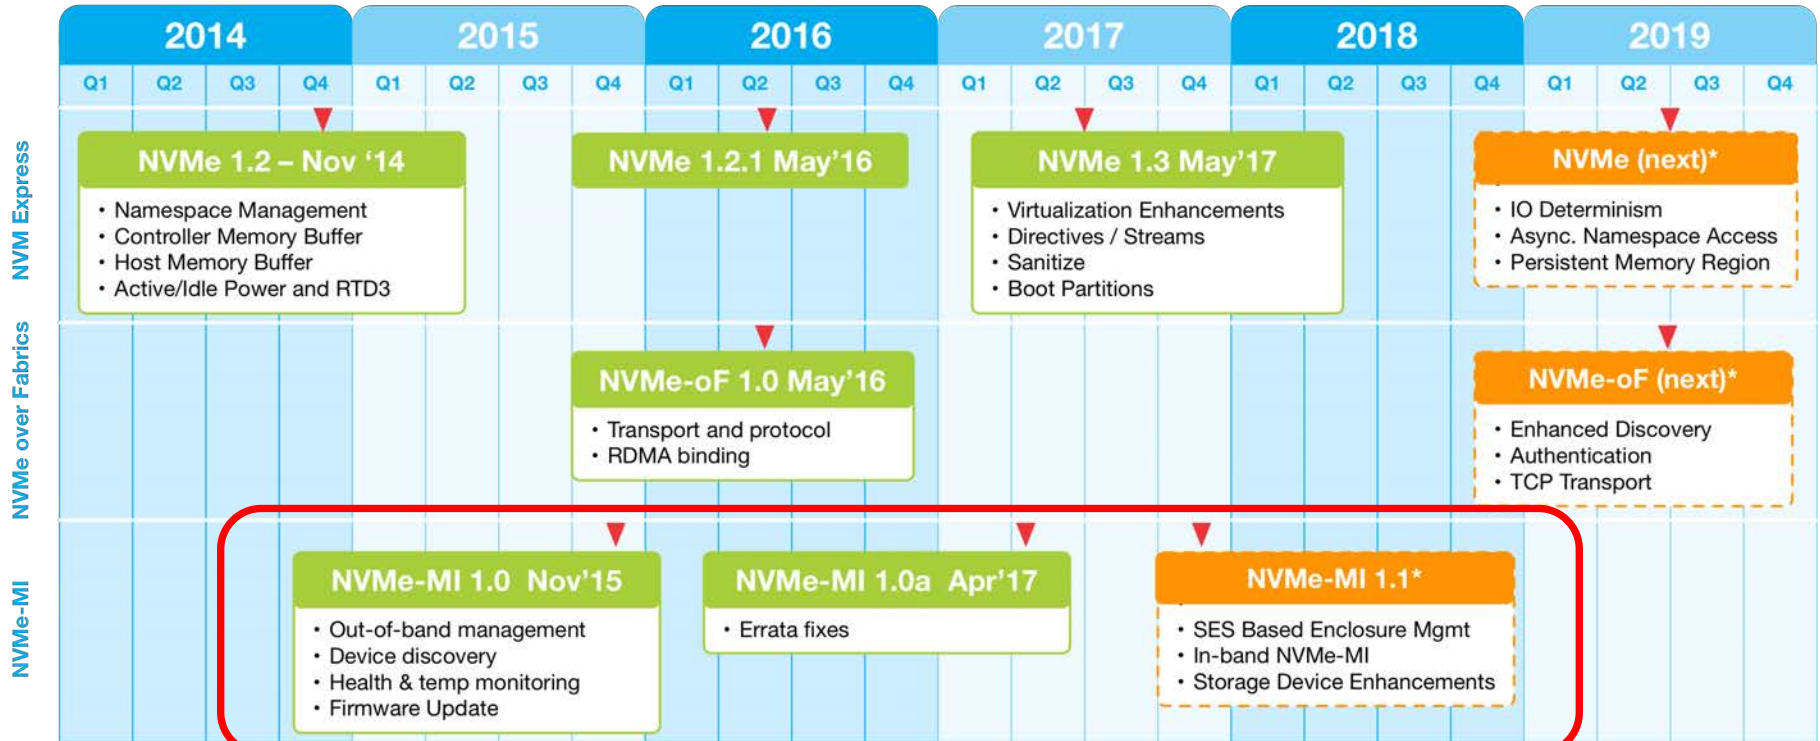 2014 2015 2016 2017 2018 2019
Q1 Q2 Q3 Q4 Q1 Q2 Q3 Q4 Q1 Q2 Q3 Q4 Q1 Q2 Q3 Q4 Q1 Q2 Q3 Q4 Q1 Q2 Q3 Q4
NVM Express
NVMe 1.2 – Nov ‘14
• Namespace Management
• Controller Memory Buffer
• Host Memory Buffer
• Active/Idle Power and RTD3
NVMe 1.2.1 May’16
NVMe 1.3 May’17
• Virtualization Enhancements
• Directives / Streams
• Sanitize
• Boot Partitions
NVMe (next)*
• IO Determism
• Async. Namespace Access
• Persistent Memory Region
NVMe over Fabrics
NVMe-oF 1.0 May’16
• Transport and protocol
• RDMA binding
NVMe-oF (next)*
• Enhanced Discovery
• Authentication
• TCP Transport
NVMe-MI
NVMe-MI 1.0 Nov’15
• Out-of-band management
• Device discovery
• Health & temp monitoring
• Firmware Update
NVMe-MI 1.0a Apr’17
• Errata fixes
NVMe-MI 1.1*
• SES Based Enclosure Mgmt
• In-band NVMe-MI
• Storage Device Enhancements